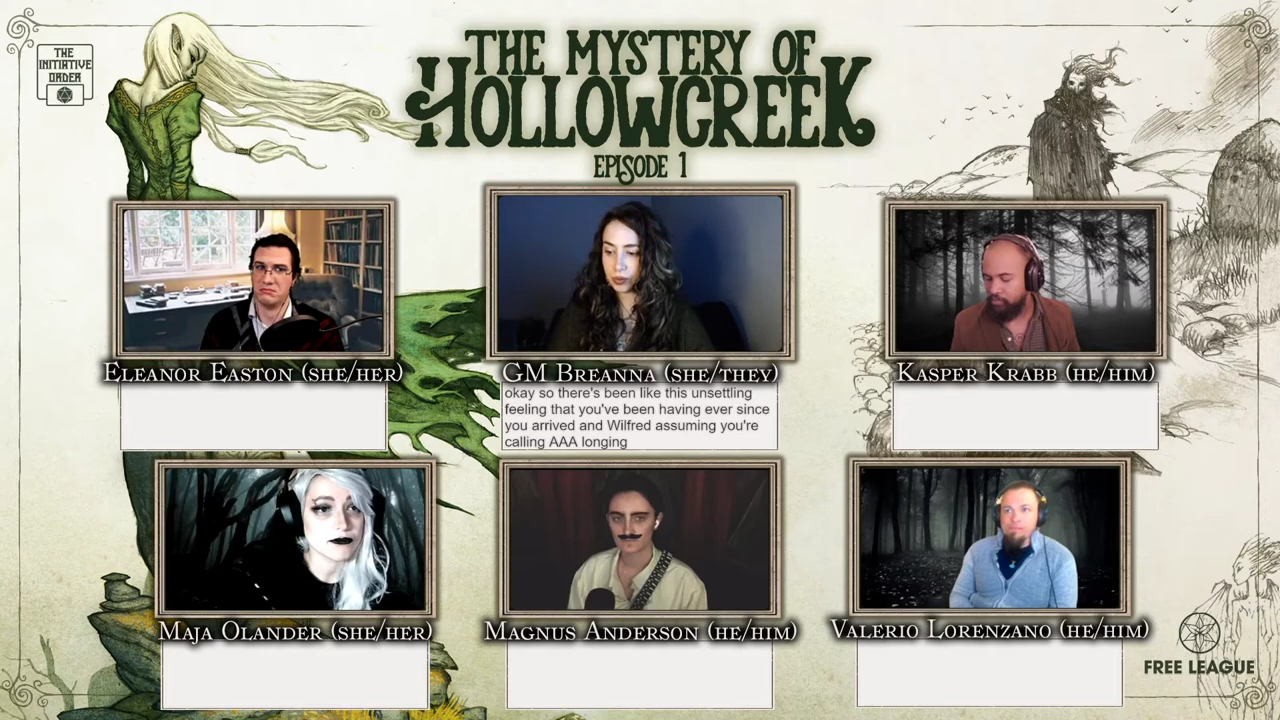 THE
INITIATIVE
ORDER
THE MYSTERY OF
HOLLOWCREEK
EPISODE 1
ELEANOR EASTON (SHE/HER)
GM BREANNA (SHE/THEY)
KASPER KRABB (HE/HIM)
okay so there's been like this unsettling
feeling that you've been having ever since
you arrived and Wilfred assuming you're
calling AAA longing
MAJA OLANDER (SHE/HER)
MAGNUS ANDERSON (HE/HIM)
VALERIO LORENZANO (HE/HIM)
FREE LEAGUE